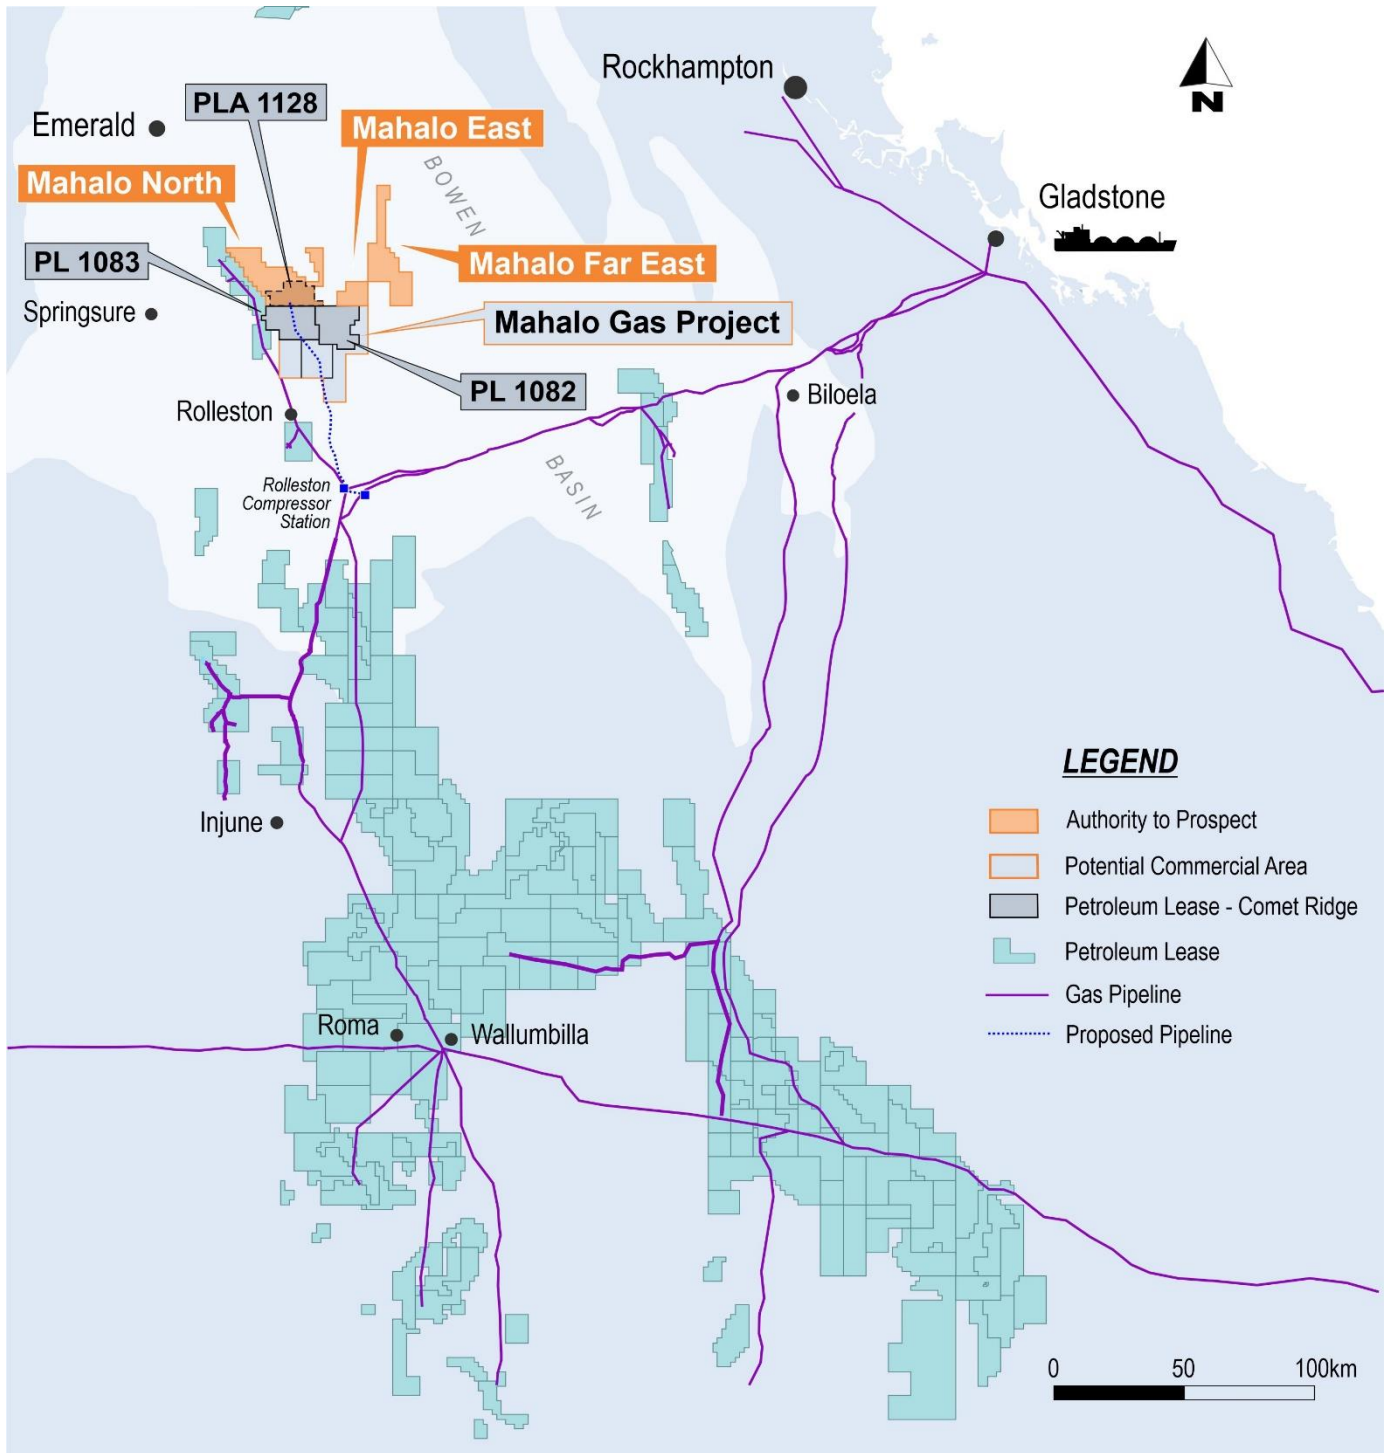 Rockhampton
N
PLA 1128
Emerald
Mahalo East
BOWEN
Mahalo North
Gladstone
PL 1083
Mahalo Far East
Springsure
Mahalo Gas Project
PL 1082
Biloela
Rolleston
BASIN
Rolleston
Compressor
Station
LEGEND
Injune
Authority to Prospect
Potential Commercial Area
Petroleum Lease - Comet Ridge
Petroleum Lease
Gas Pipeline
Proposed Pipeline
Roma
Wallumbilla
0 50 100km